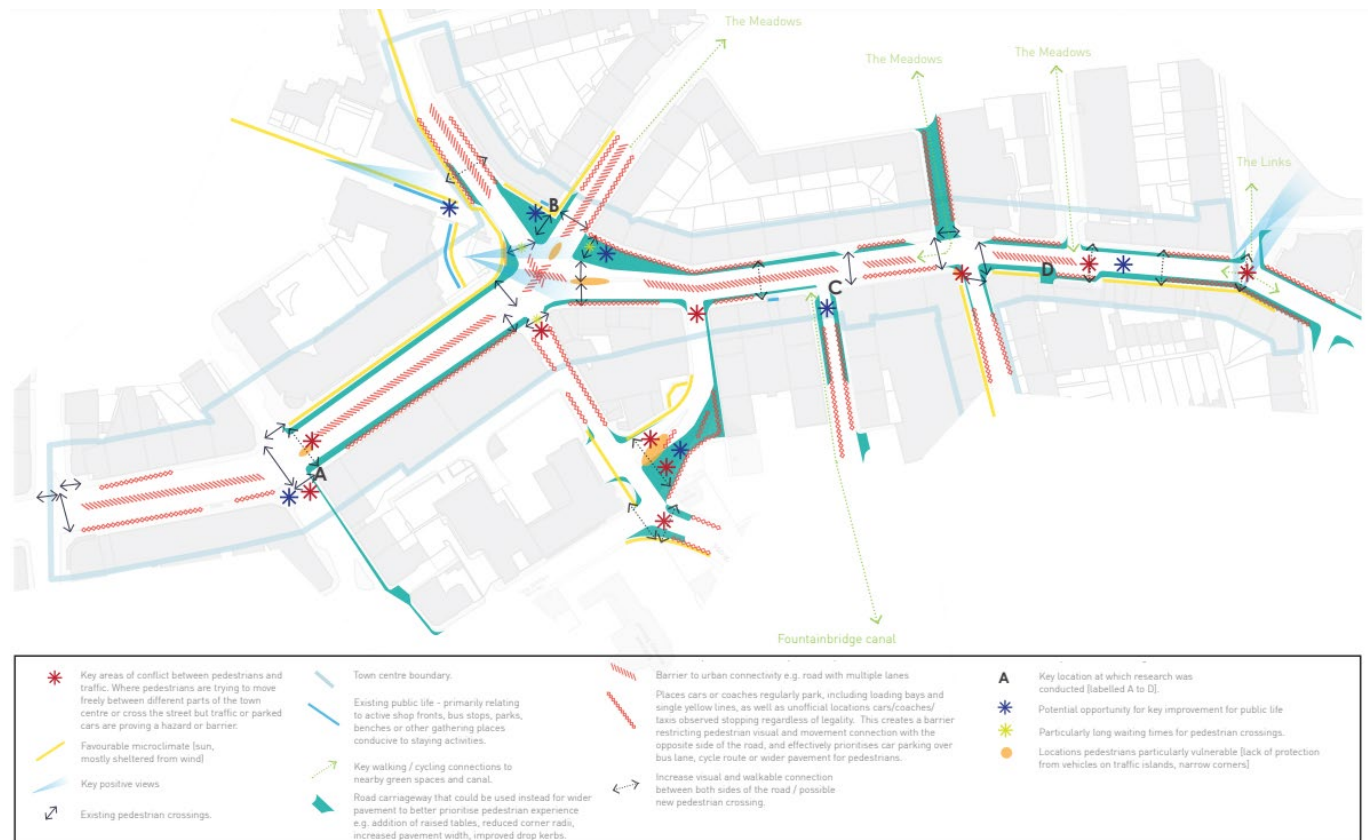 The Meadows
The Meadows
The Meadows
The Links
B
D
C
A
Fountainbridge canal
Key areas of conflict between pedestrians and
traffic. Where pedestrians are trying to move
freely between different parts of the town
centre or cross the street but traffic or parked
cars are proving a hazard or barrier.
Favourable microclimate (sun,
mostly sheltered from wind)
Key positive views
Existing pedestrian crossings.
Town centre boundary.
Existing public life - primarily relating
to active shop fronts, bus stops, parks,
benches or other gathering places
conducive to staying activities.
Key walking / cycling connections to
nearby green spaces and canal.
Road carriageway that could be used instead for wider
pavement to better prioritise pedestrian experience
e.g. addition of raised tables, reduced corner radii,
increased pavement width, improved drop kerbs.
Barrier to urban connectivity e.g. road with multiple lanes
Places cars or coaches regularly park, including loading bays and
single yellow lines, as well as unofficial locations cars/coaches/
taxis observed stopping regardless of legality. This creates a barrier
restricting pedestrian visual and movement connection with the
opposite side of the road, and effectively prioritises car parking over
bus lane, cycle route or wider pavement for pedestrians.
Increase visual and walkable connection
between both sides of the road / possible
new pedestrian crossing.
A
Key location at which research was
conducted (labelled A to D).
Potential opportunity for key improvement for public life
Particularly long waiting times for pedestrian crossings.
Locations pedestrians particularly vulnerable (lack of protection
from vehicles on traffic islands, narrow corners)